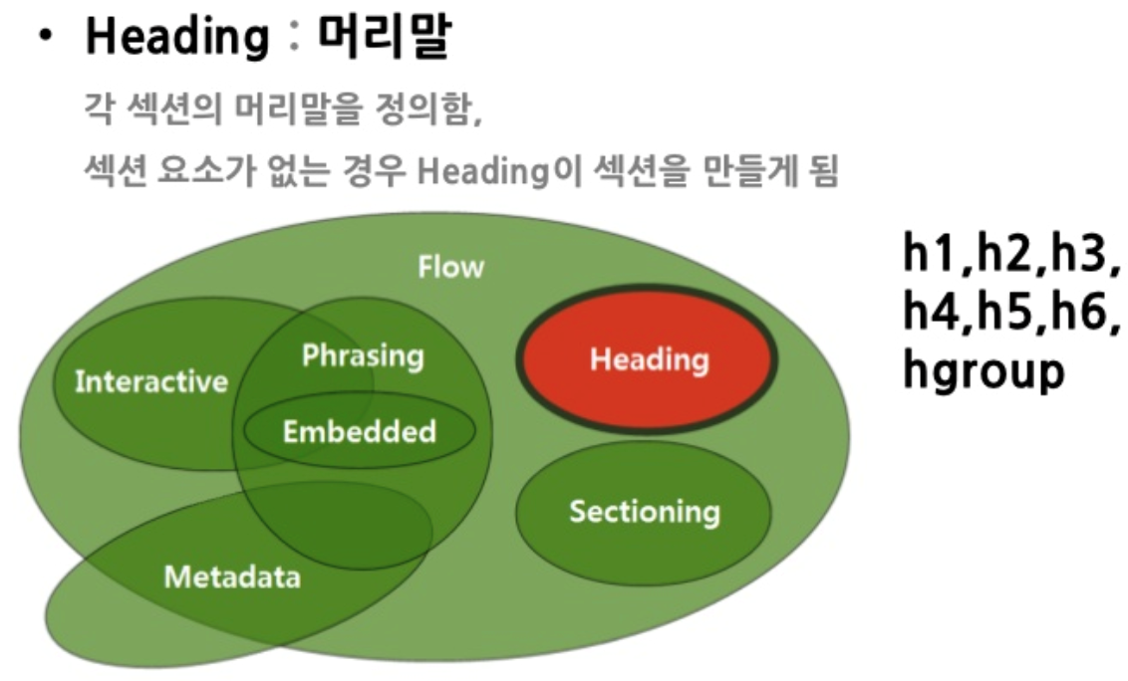 • Heading : 머리말
각 섹션의 머리말을 정의함,
섹션 요소가 없는 경우 Heading이 섹션을 만들게 됨
Flow
Interactive
Phrasing
Embedded
Metadata
Heading
Sectioning
h1,h2,h3,
h4,h5,h6,
hgroup